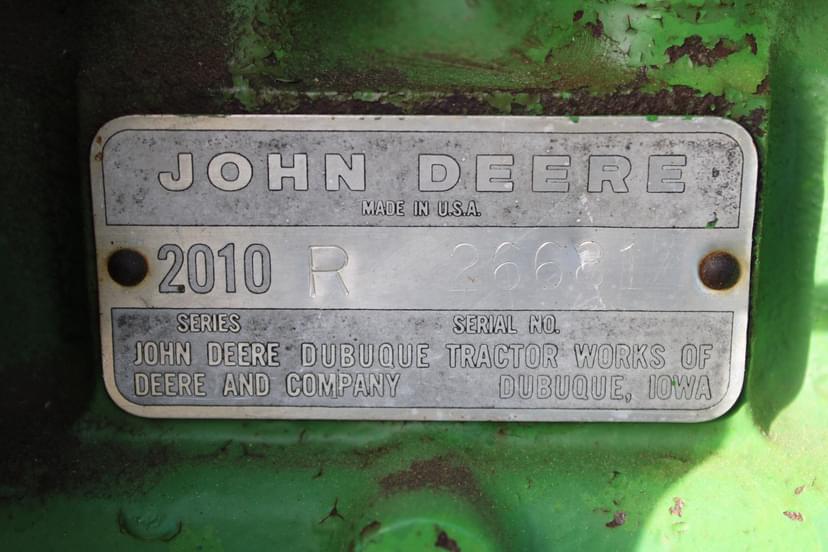 JOHN DEERE
MADE IN U.S.A.
2010 R
SERIES SERIAL NO.
JOHN DEERE DUBUQUE TRACTOR WORKS OF
DEERE AND COMPANY DUBUQUE, IOWA